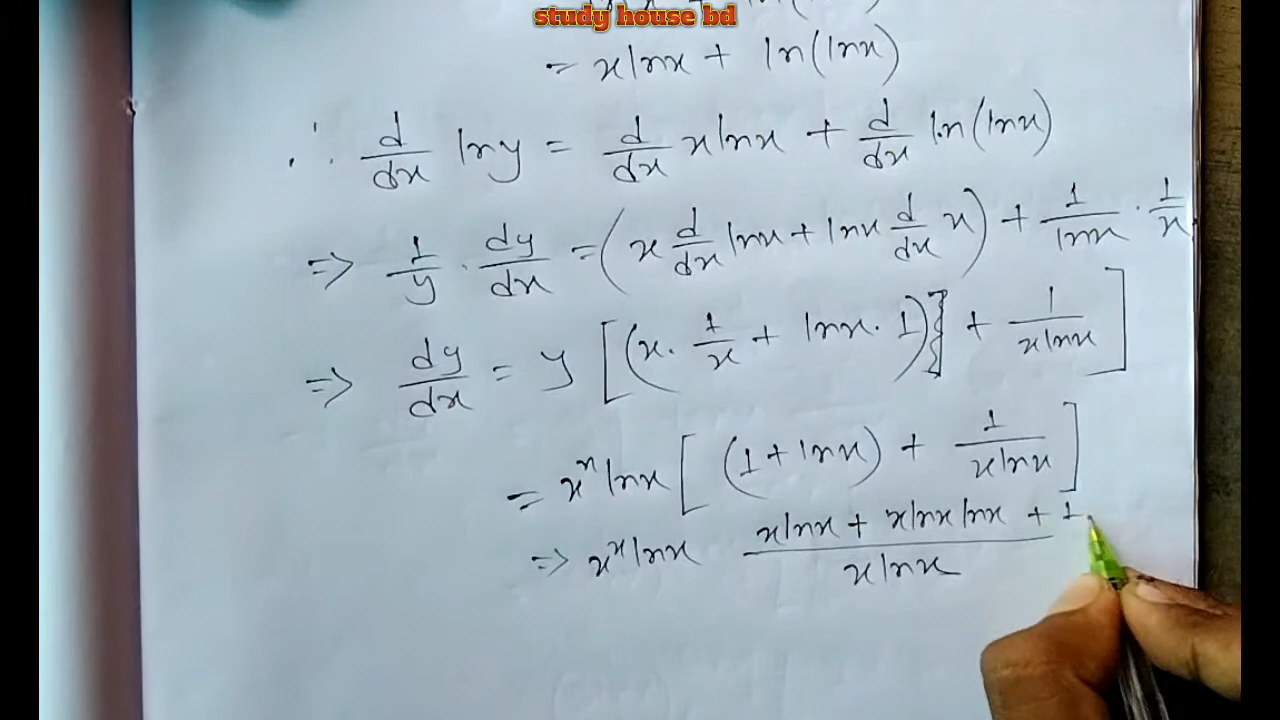 study house bd
= xlnx + ln(lnx)
∴ d/dx lny = d/dx xlnx + d/dx ln(lnx)
=> 1/y · dy/dx = (x d/dx lnx + lnx d/dx x) + 1/lnx · 1/x
=> dy/dx = y [(x · 1/x + lnx · 1)} + 1/xlnx]
= xˣ lnx [(1 + lnx) + 1/xlnx]
=> xˣ lnx xlnx + xlnx lnx + 1/xlnx